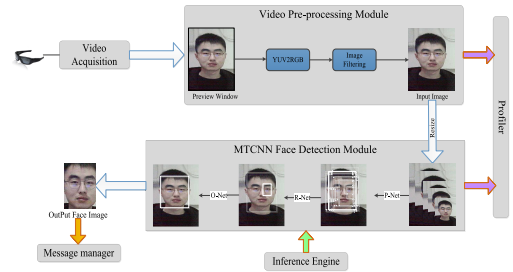 Video Pre-processing Module
Video
Acquisition
YUV2RGB
Image
Filtering
Preview Window
Input Image
Profiler
Resize
MTCNN Face Detection Module
O-Net
R-Net
P-Net
OutPut Face Image
Message manager
Inference Engine